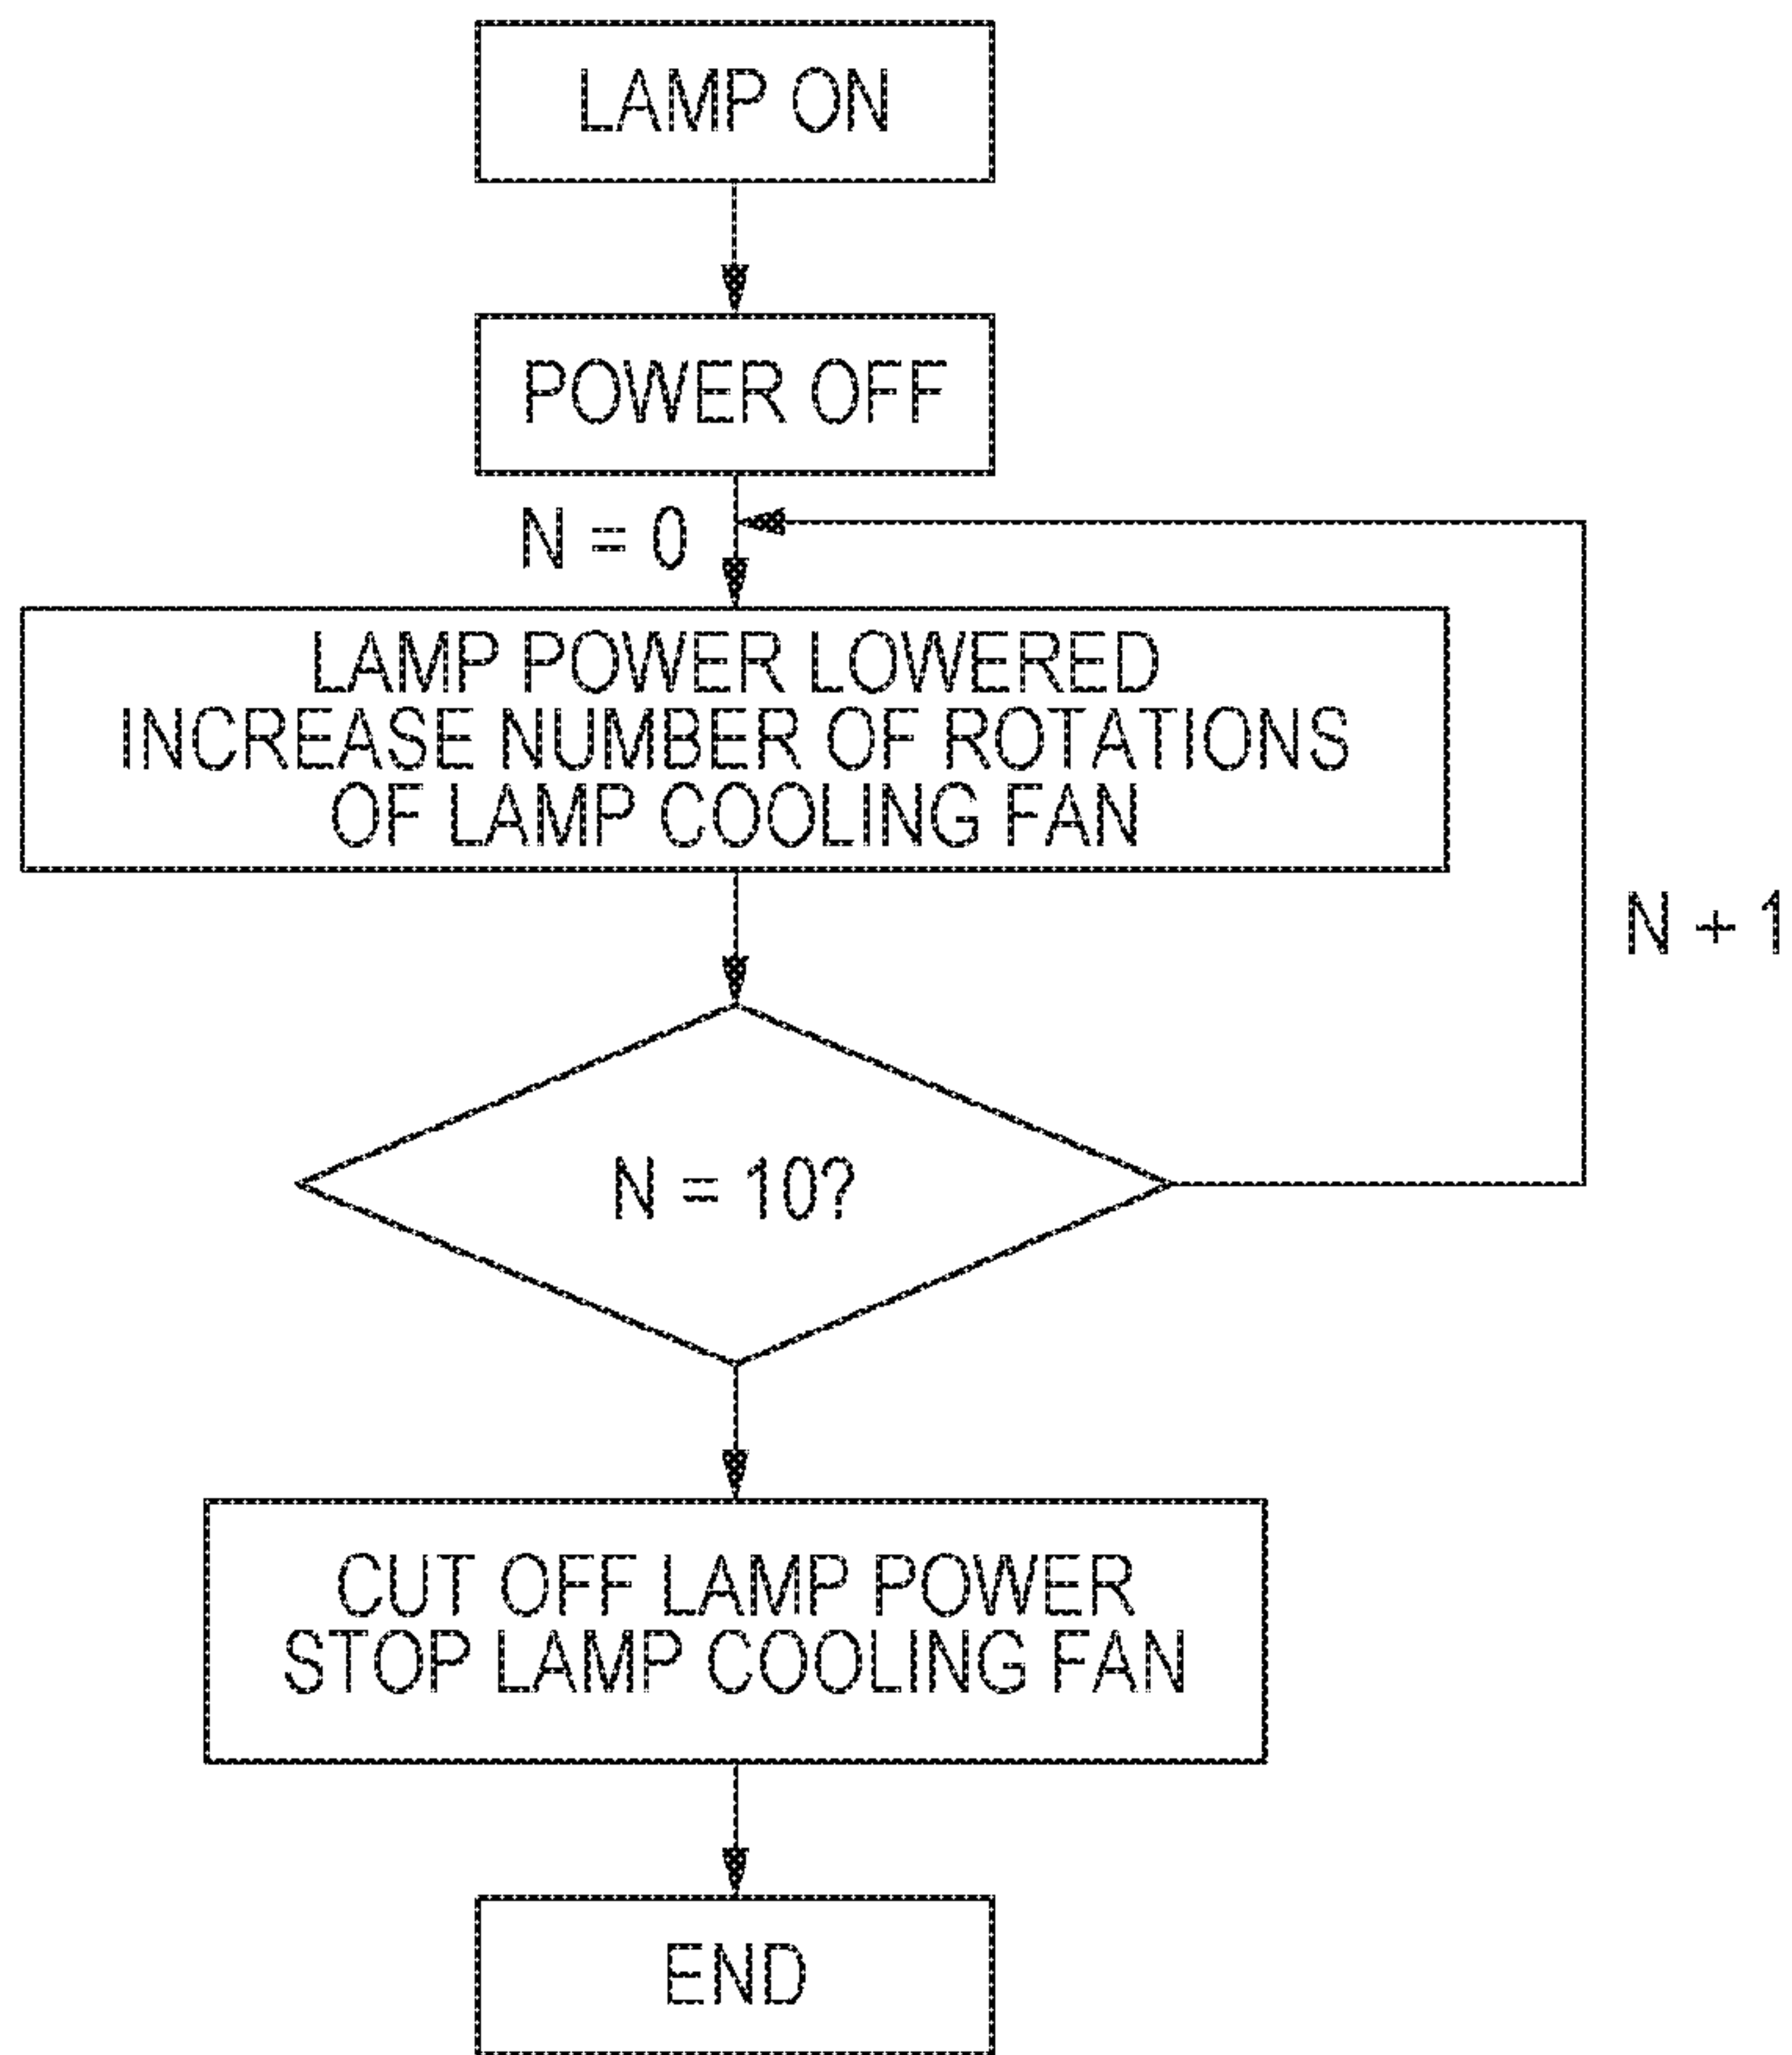 LAMP ON
POWER OFF
N = 0
LAMP POWER LOWERED
INCREASE NUMBER OF ROTATIONS
OF LAMP COOLING FAN
N + 1
N = 10?
CUT OFF LAMP POWER
STOP LAMP COOLING FAN
END